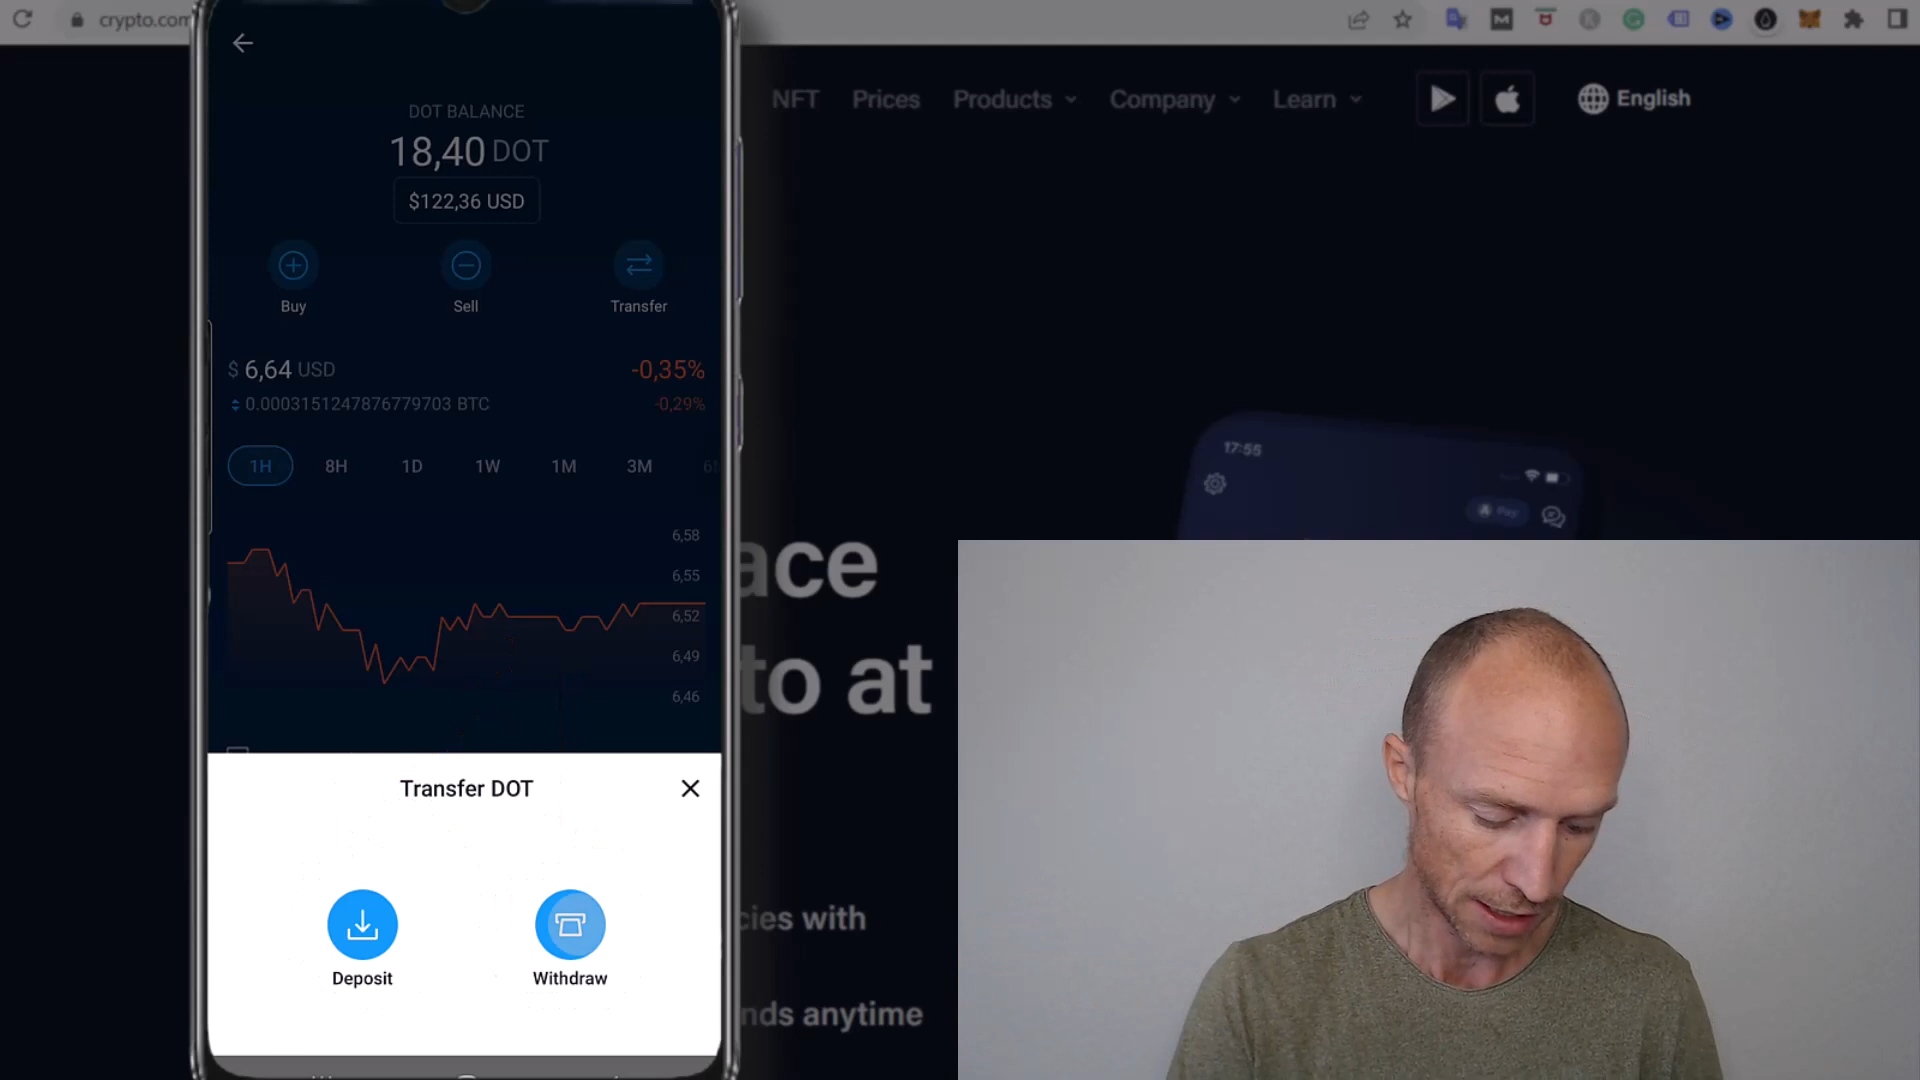 crypto.com
NFT Prices Products Company Learn English
DOT BALANCE
18,40 DOT
$122,36 USD
Buy Sell Transfer
$ 6,64 USD -0,35%
0.0003151247876779703 BTC -0,29%
1H 8H 1D 1W 1M 3M
17:55
Pay
6,58
6,55
6,52
6,49
6,46
ace
to at
Transfer DOT
cies with
Deposit Withdraw
nds anytime